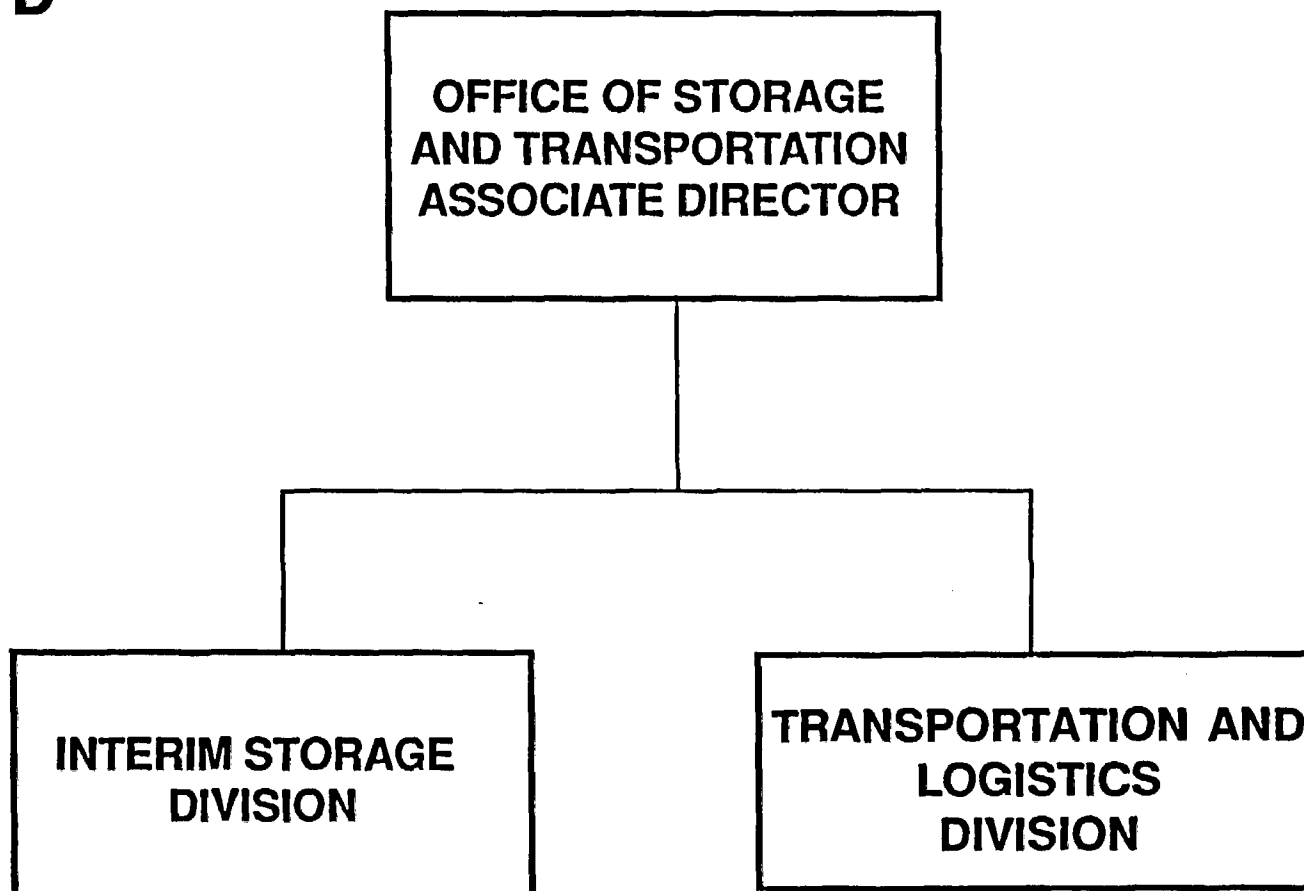 D
OFFICE OF STORAGE
AND TRANSPORTATION
ASSOCIATE DIRECTOR
INTERIM STORAGE
DIVISION
TRANSPORTATION AND
LOGISTICS
DIVISION